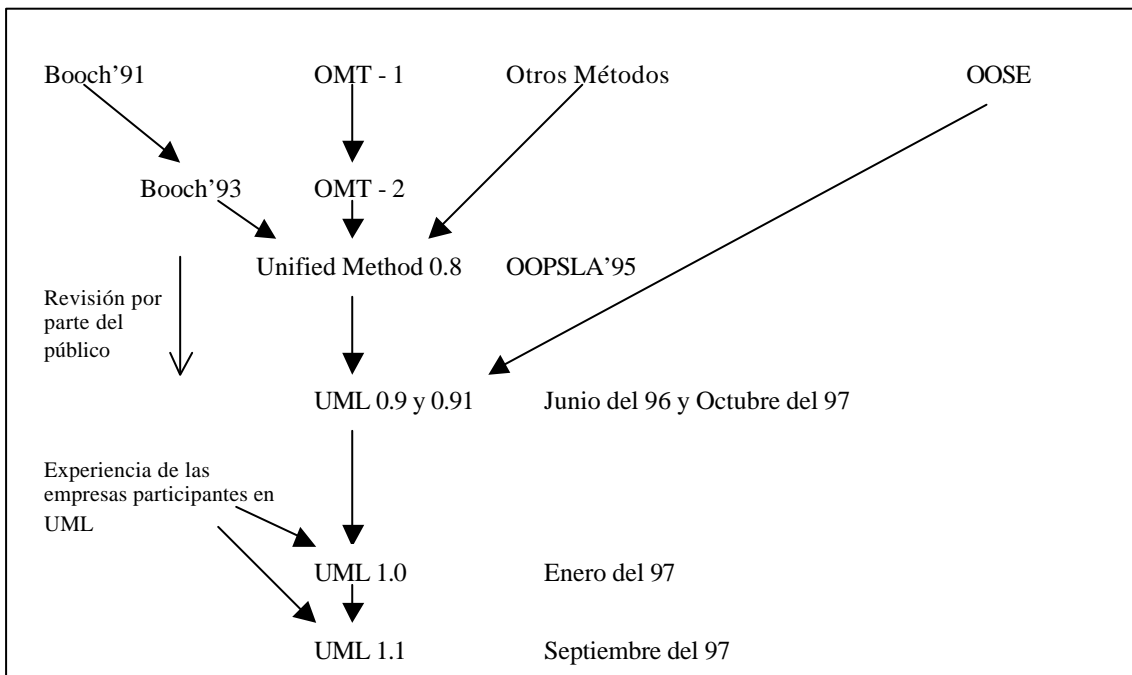 Booch’91
OMT - 1
Otros Métodos
OOSE
Booch’93
OMT - 2
Unified Method 0.8
OOPSLA’95
Revisión por
parte del
público
UML 0.9 y 0.91
Junio del 96 y Octubre del 97
Experiencia de las
empresas participantes en
UML
UML 1.0
Enero del 97
UML 1.1
Septiembre del 97